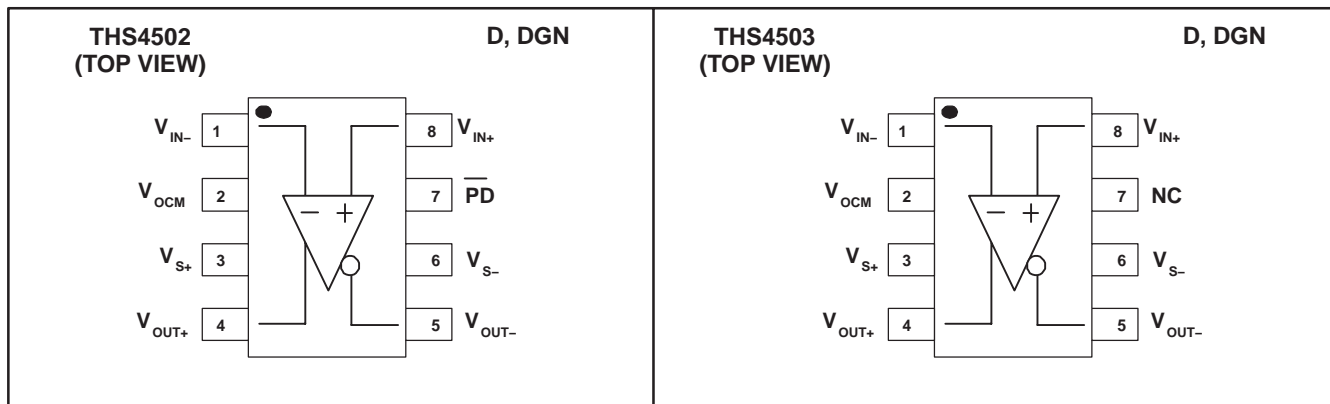 THS4502
(TOP VIEW)
D, DGN
V_IN– 1
8 V_IN+
V_OCM 2
7 P̅D̅
V_S+ 3
6 V_S–
V_OUT+ 4
5 V_OUT–
– +
THS4503
(TOP VIEW)
D, DGN
V_IN– 1
8 V_IN+
V_OCM 2
7 NC
V_S+ 3
6 V_S–
V_OUT+ 4
5 V_OUT–
– +